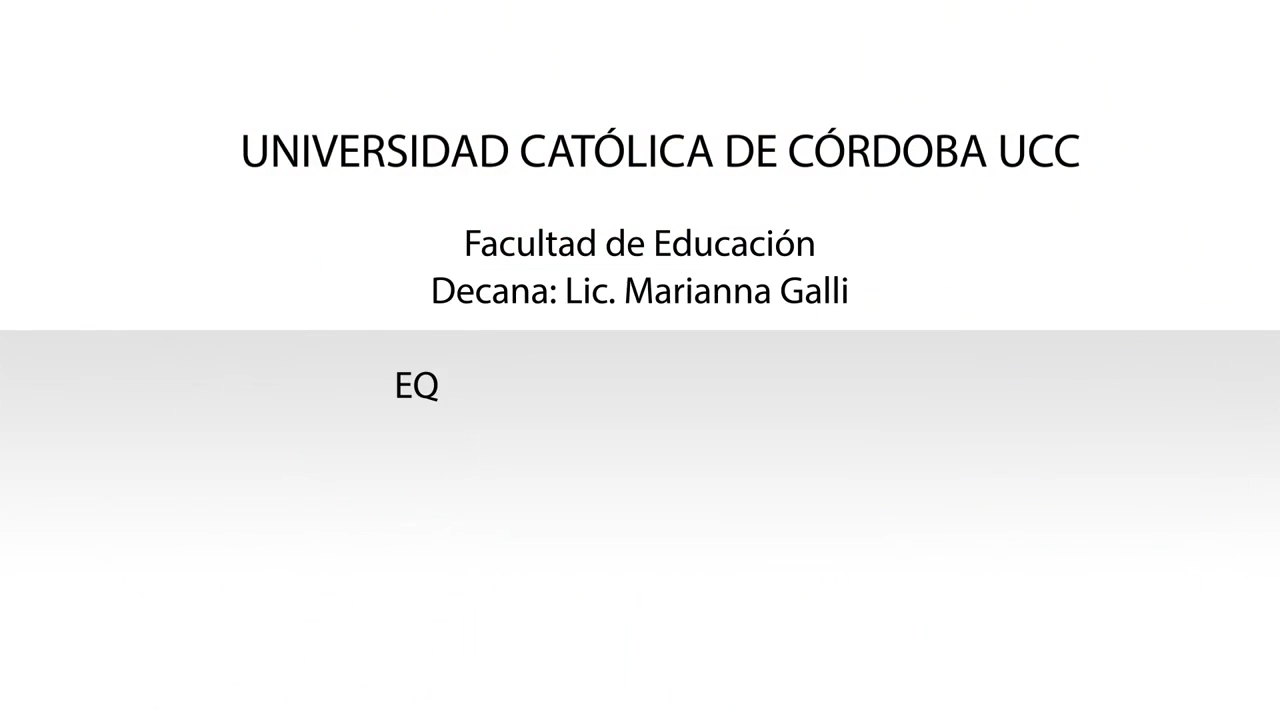 UNIVERSIDAD CATÓLICA DE CÓRDOBA UCC
Facultad de Educación
Decana: Lic. Marianna Galli
EQ